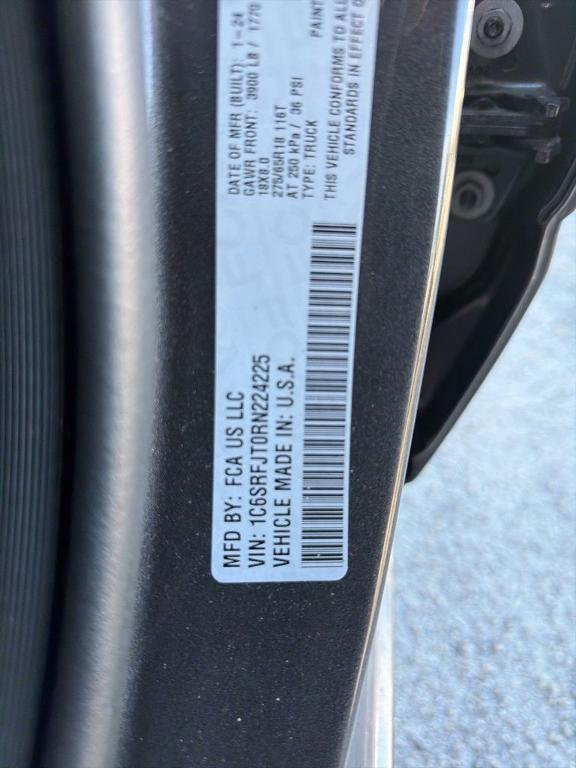 MFD BY: FCA US LLC
VIN: 1C6SRFJT0RN224225
VEHICLE MADE IN: U.S.A.
DATE OF MFR (BUILT): 1-24
GAWR FRONT: 3900 LB / 1770
18X8.0
275/65R18 116T
AT 250 kPa / 36 PSI
TYPE: TRUCK
PAINT
THIS VEHICLE CONFORMS TO ALL
STANDARDS IN EFFECT O